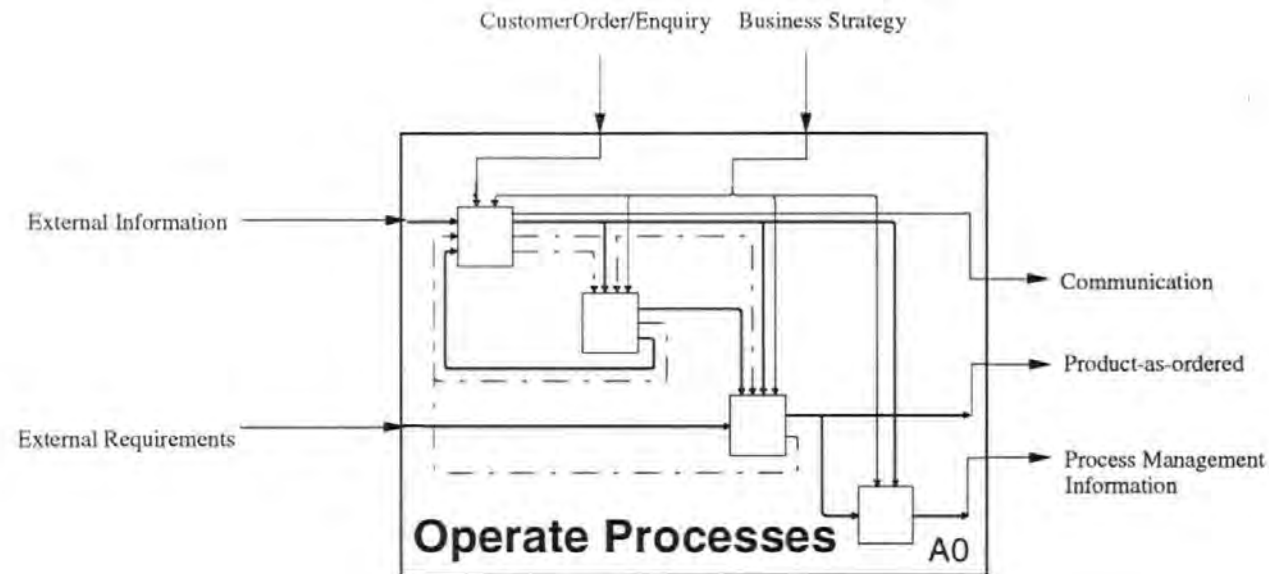 CustomerOrder/Enquiry
Business Strategy
External Information
Communication
Product-as-ordered
External Requirements
Process Management
Information
Operate Processes
A0